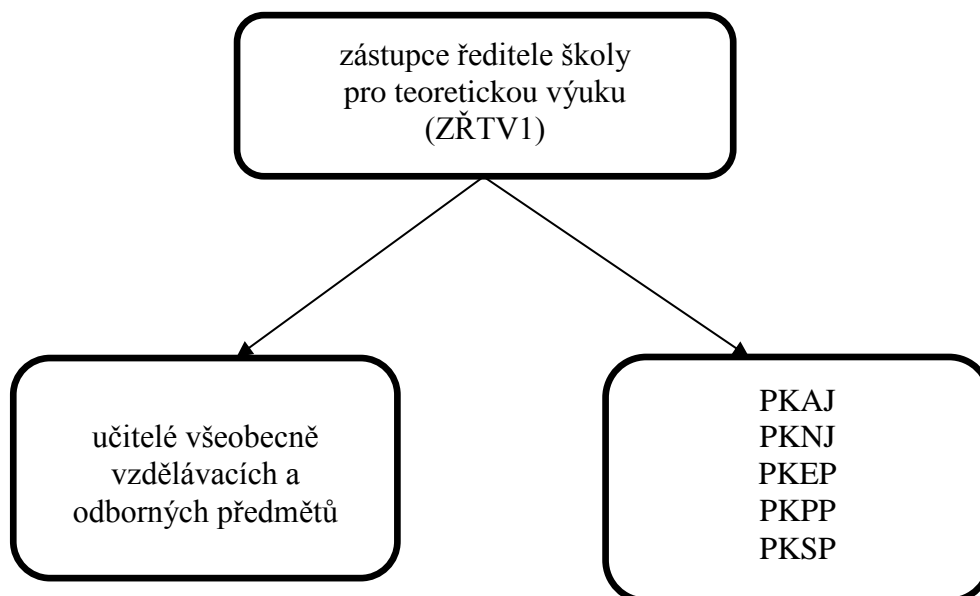 zástupce ředitele školy
pro teoretickou výuku
(ZŘTV1)
učitelé všeobecně
vzdělávacích a
odborných předmětů
PKAJ
PKNJ
PKEP
PKPP
PKSP